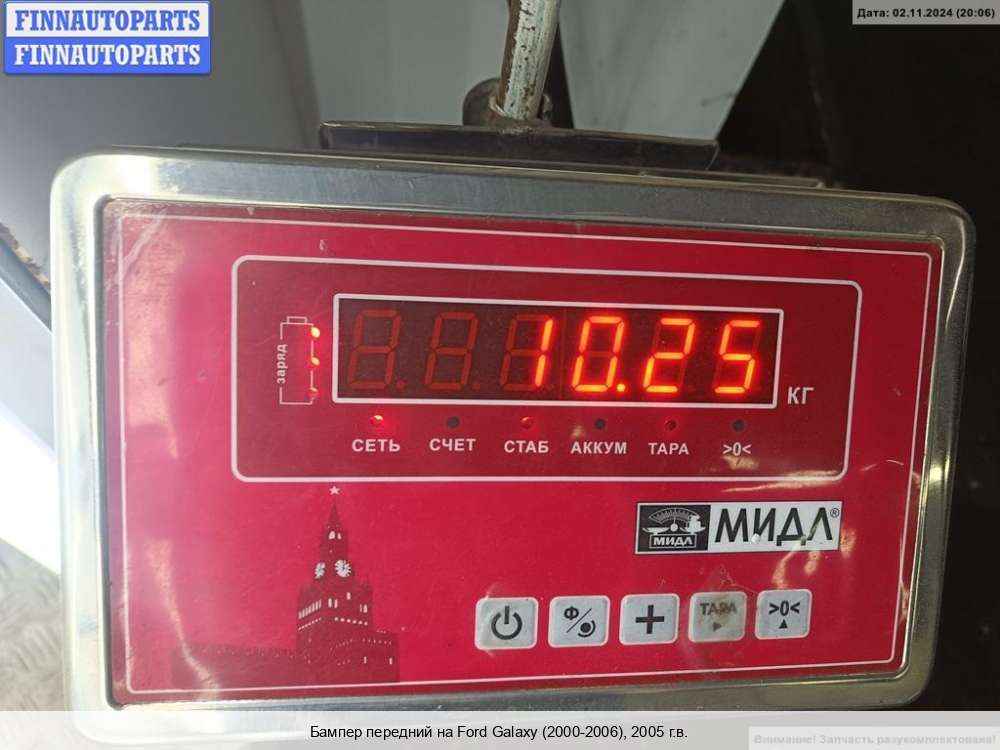 FINNAUTOPARTS
FINNAUTOPARTS
Дата: 02.11.2024 (20:06)
заряд
10.25
КГ
СЕТЬ СЧЕТ СТАБ АККУМ ТАРА >0<
МИДЛ МИДЛ®
Ф
ТАРА >0<
Бампер передний на Ford Galaxy (2000-2006), 2005 г.в.
Внимание! Запчасть разукомплектована!